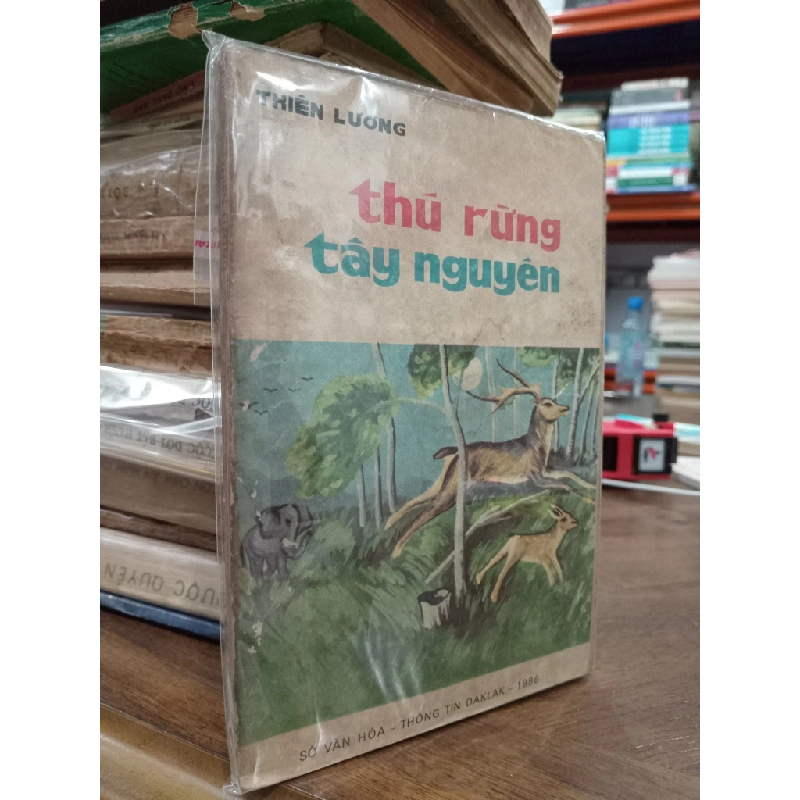 THIÊN LƯƠNG
thú rừng
tây nguyên
SỞ VĂN HÓA - THÔNG TIN DAKLAK - 1986